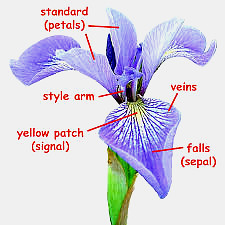 standard
(petals)
style arm
veins
yellow patch
(signal)
falls
(sepal)